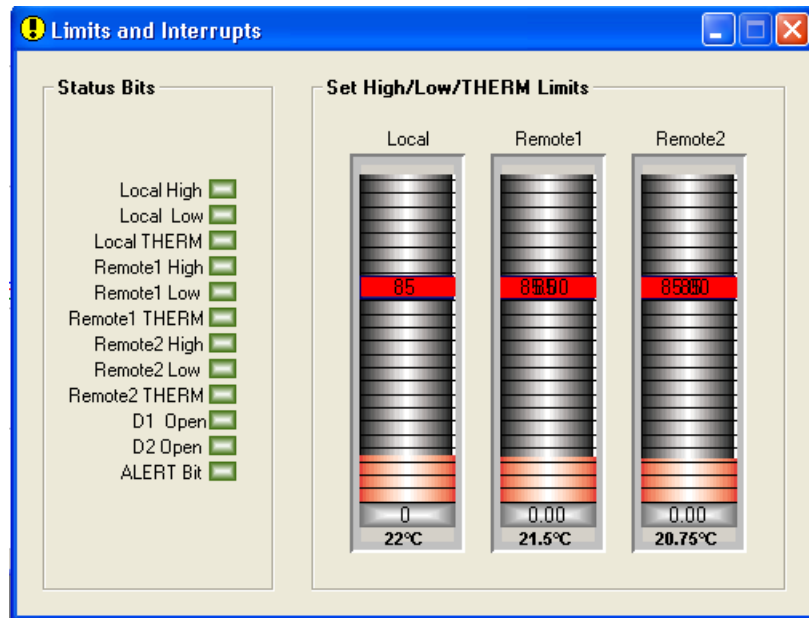 Limits and Interrupts
Status Bits
Local High
Local Low
Local THERM
Remote1 High
Remote1 Low
Remote1 THERM
Remote2 High
Remote2 Low
Remote2 THERM
D1 Open
D2 Open
ALERT Bit
Set High/Low/THERM Limits
Local Remote1 Remote2
85
0 0.00 0.00
22°C 21.5°C 20.75°C